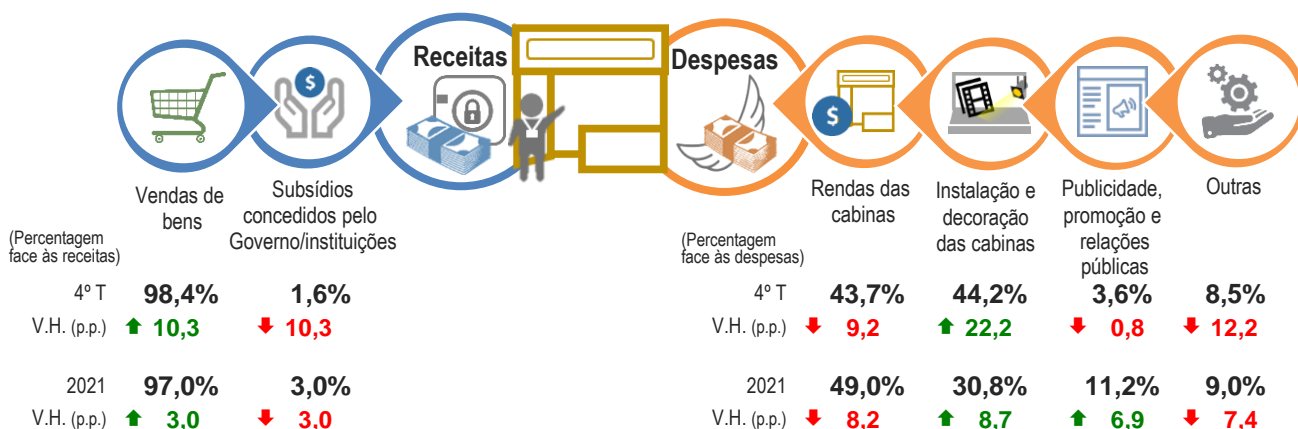 Receitas
Despesas
$
$
Vendas de
bens
Subsídios
concedidos pelo
Governo/instituições
Rendas das
cabinas
Instalação e
decoração
das cabinas
Publicidade,
promoção e
relações
públicas
Outras
(Percentagem
face às receitas)
(Percentagem
face às despesas)
4º T 98,4% 1,6% 4º T 43,7% 44,2% 3,6% 8,5%
V.H. (p.p.) 10,3 10,3 V.H. (p.p.) 9,2 22,2 0,8 12,2
2021 97,0% 3,0% 2021 49,0% 30,8% 11,2% 9,0%
V.H. (p.p.) 3,0 3,0 V.H. (p.p.) 8,2 8,7 6,9 7,4